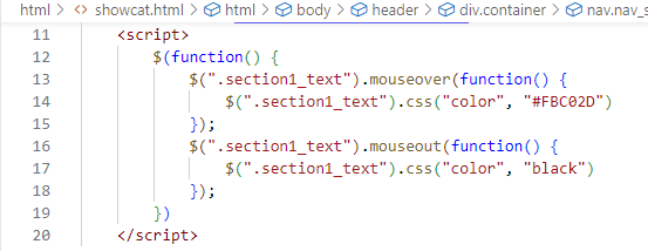 html > <> showcat.html > html > body > header > div.container > nav.nav_s
11 <script>
12 $(function() {
13 $(".section1_text").mouseover(function() {
14 $(".section1_text").css("color", "#FBC02D")
15 });
16 $(".section1_text").mouseout(function() {
17 $(".section1_text").css("color", "black")
18 });
19 })
20 </script>